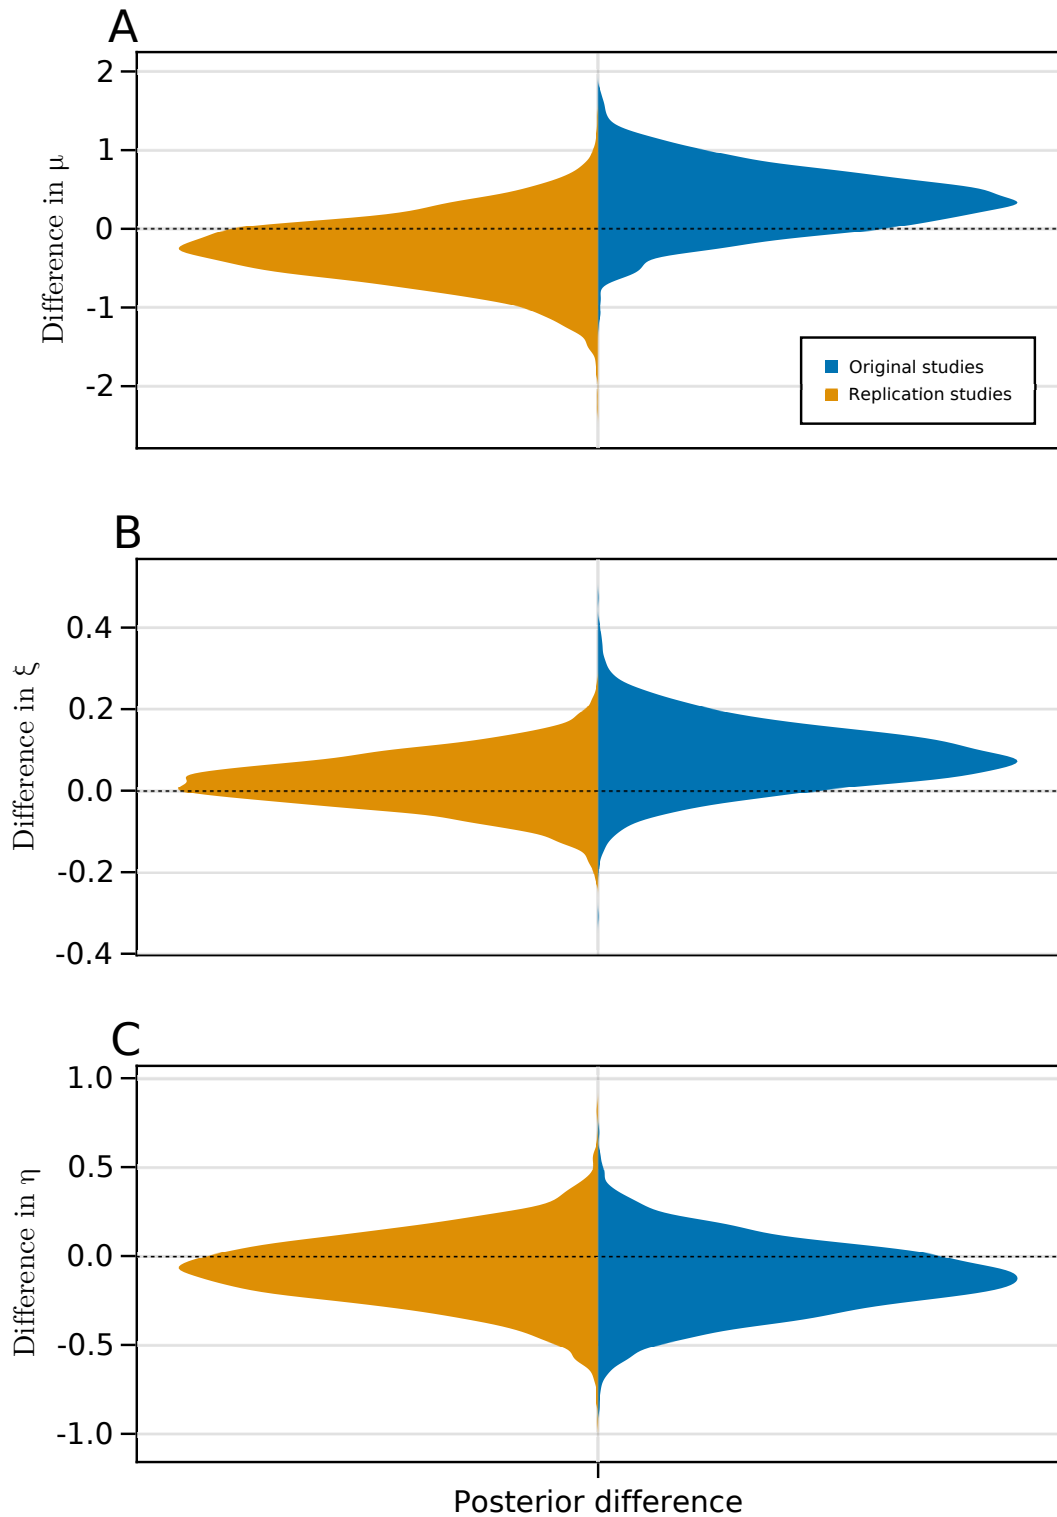 A
2
1
0
-1
-2
Difference in μ
Original studies
Replication studies
B
0.4
0.2
0.0
-0.2
-0.4
Difference in ξ
C
1.0
0.5
0.0
-0.5
-1.0
Difference in η
Posterior difference